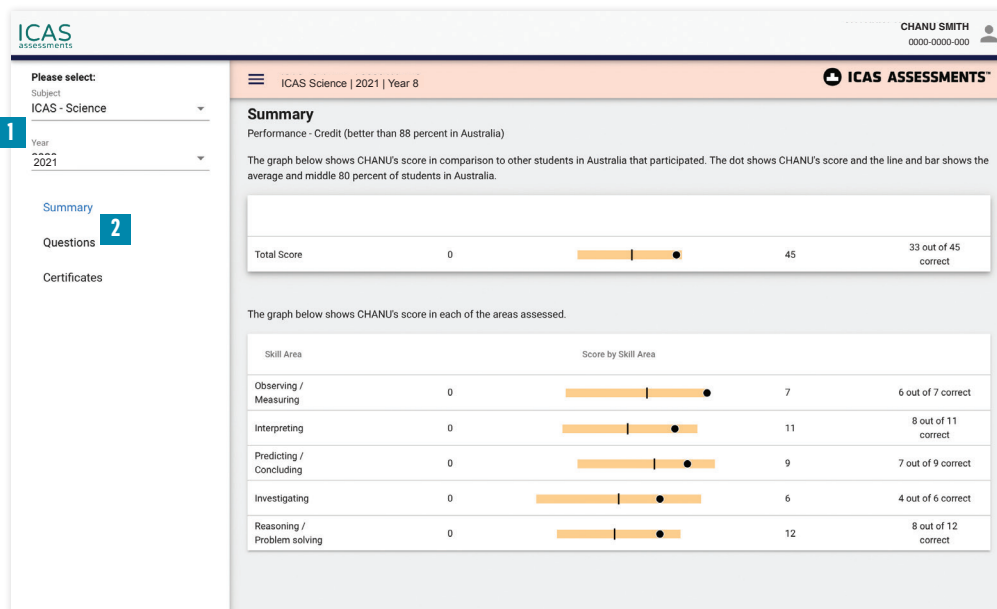 ICAS
assessments
CHANU SMITH
0000-0000-000
Please select:
Subject
ICAS - Science
1
Year
2021
Summary
2
Questions
Certificates
ICAS Science | 2021 | Year 8
ICAS ASSESSMENTS™
Summary
Performance - Credit (better than 88 percent in Australia)
The graph below shows CHANU's score in comparison to other students in Australia that participated. The dot shows CHANU's score and the line and bar shows the
average and middle 80 percent of students in Australia.
Total Score 0 45 33 out of 45
correct
The graph below shows CHANU's score in each of the areas assessed.
Skill Area Score by Skill Area
Observing /
Measuring 0 7 6 out of 7 correct
Interpreting 0 11 8 out of 11
correct
Predicting /
Concluding 0 9 7 out of 9 correct
Investigating 0 6 4 out of 6 correct
Reasoning /
Problem solving 0 12 8 out of 12
correct